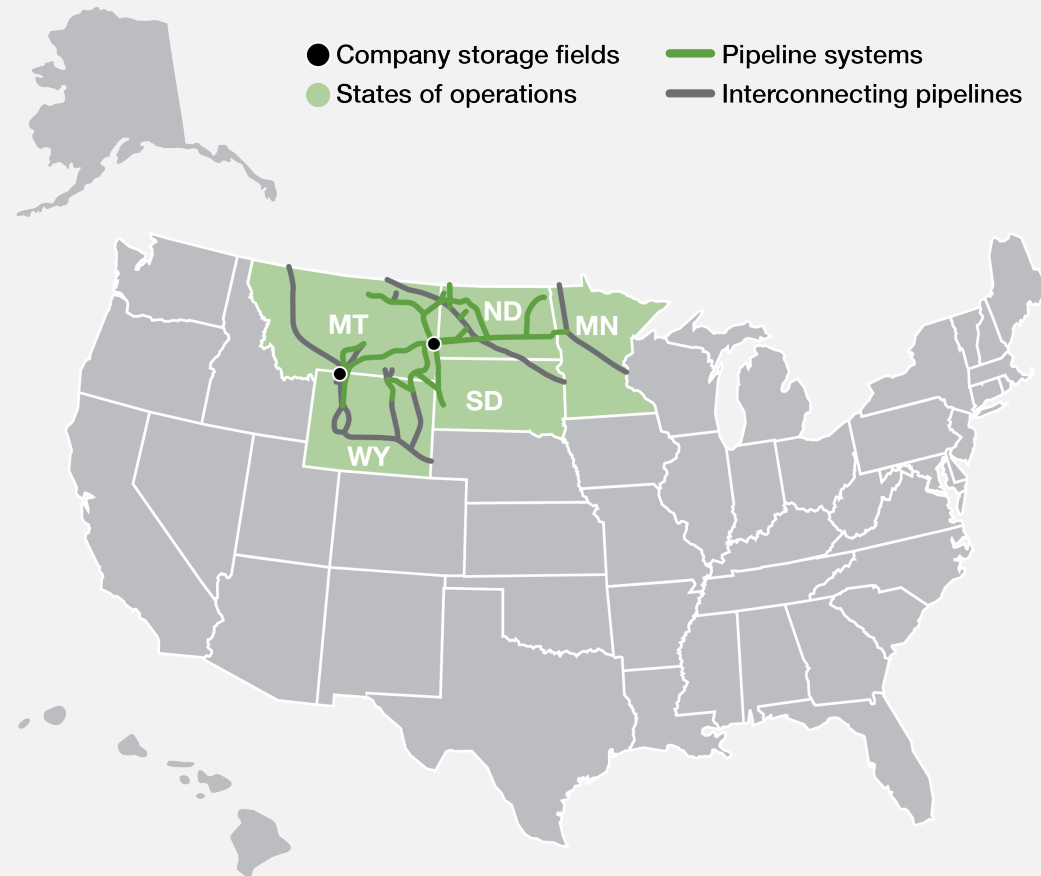 Company storage fields
Pipeline systems
States of operations
Interconnecting pipelines
MT
ND
MN
SD
WY